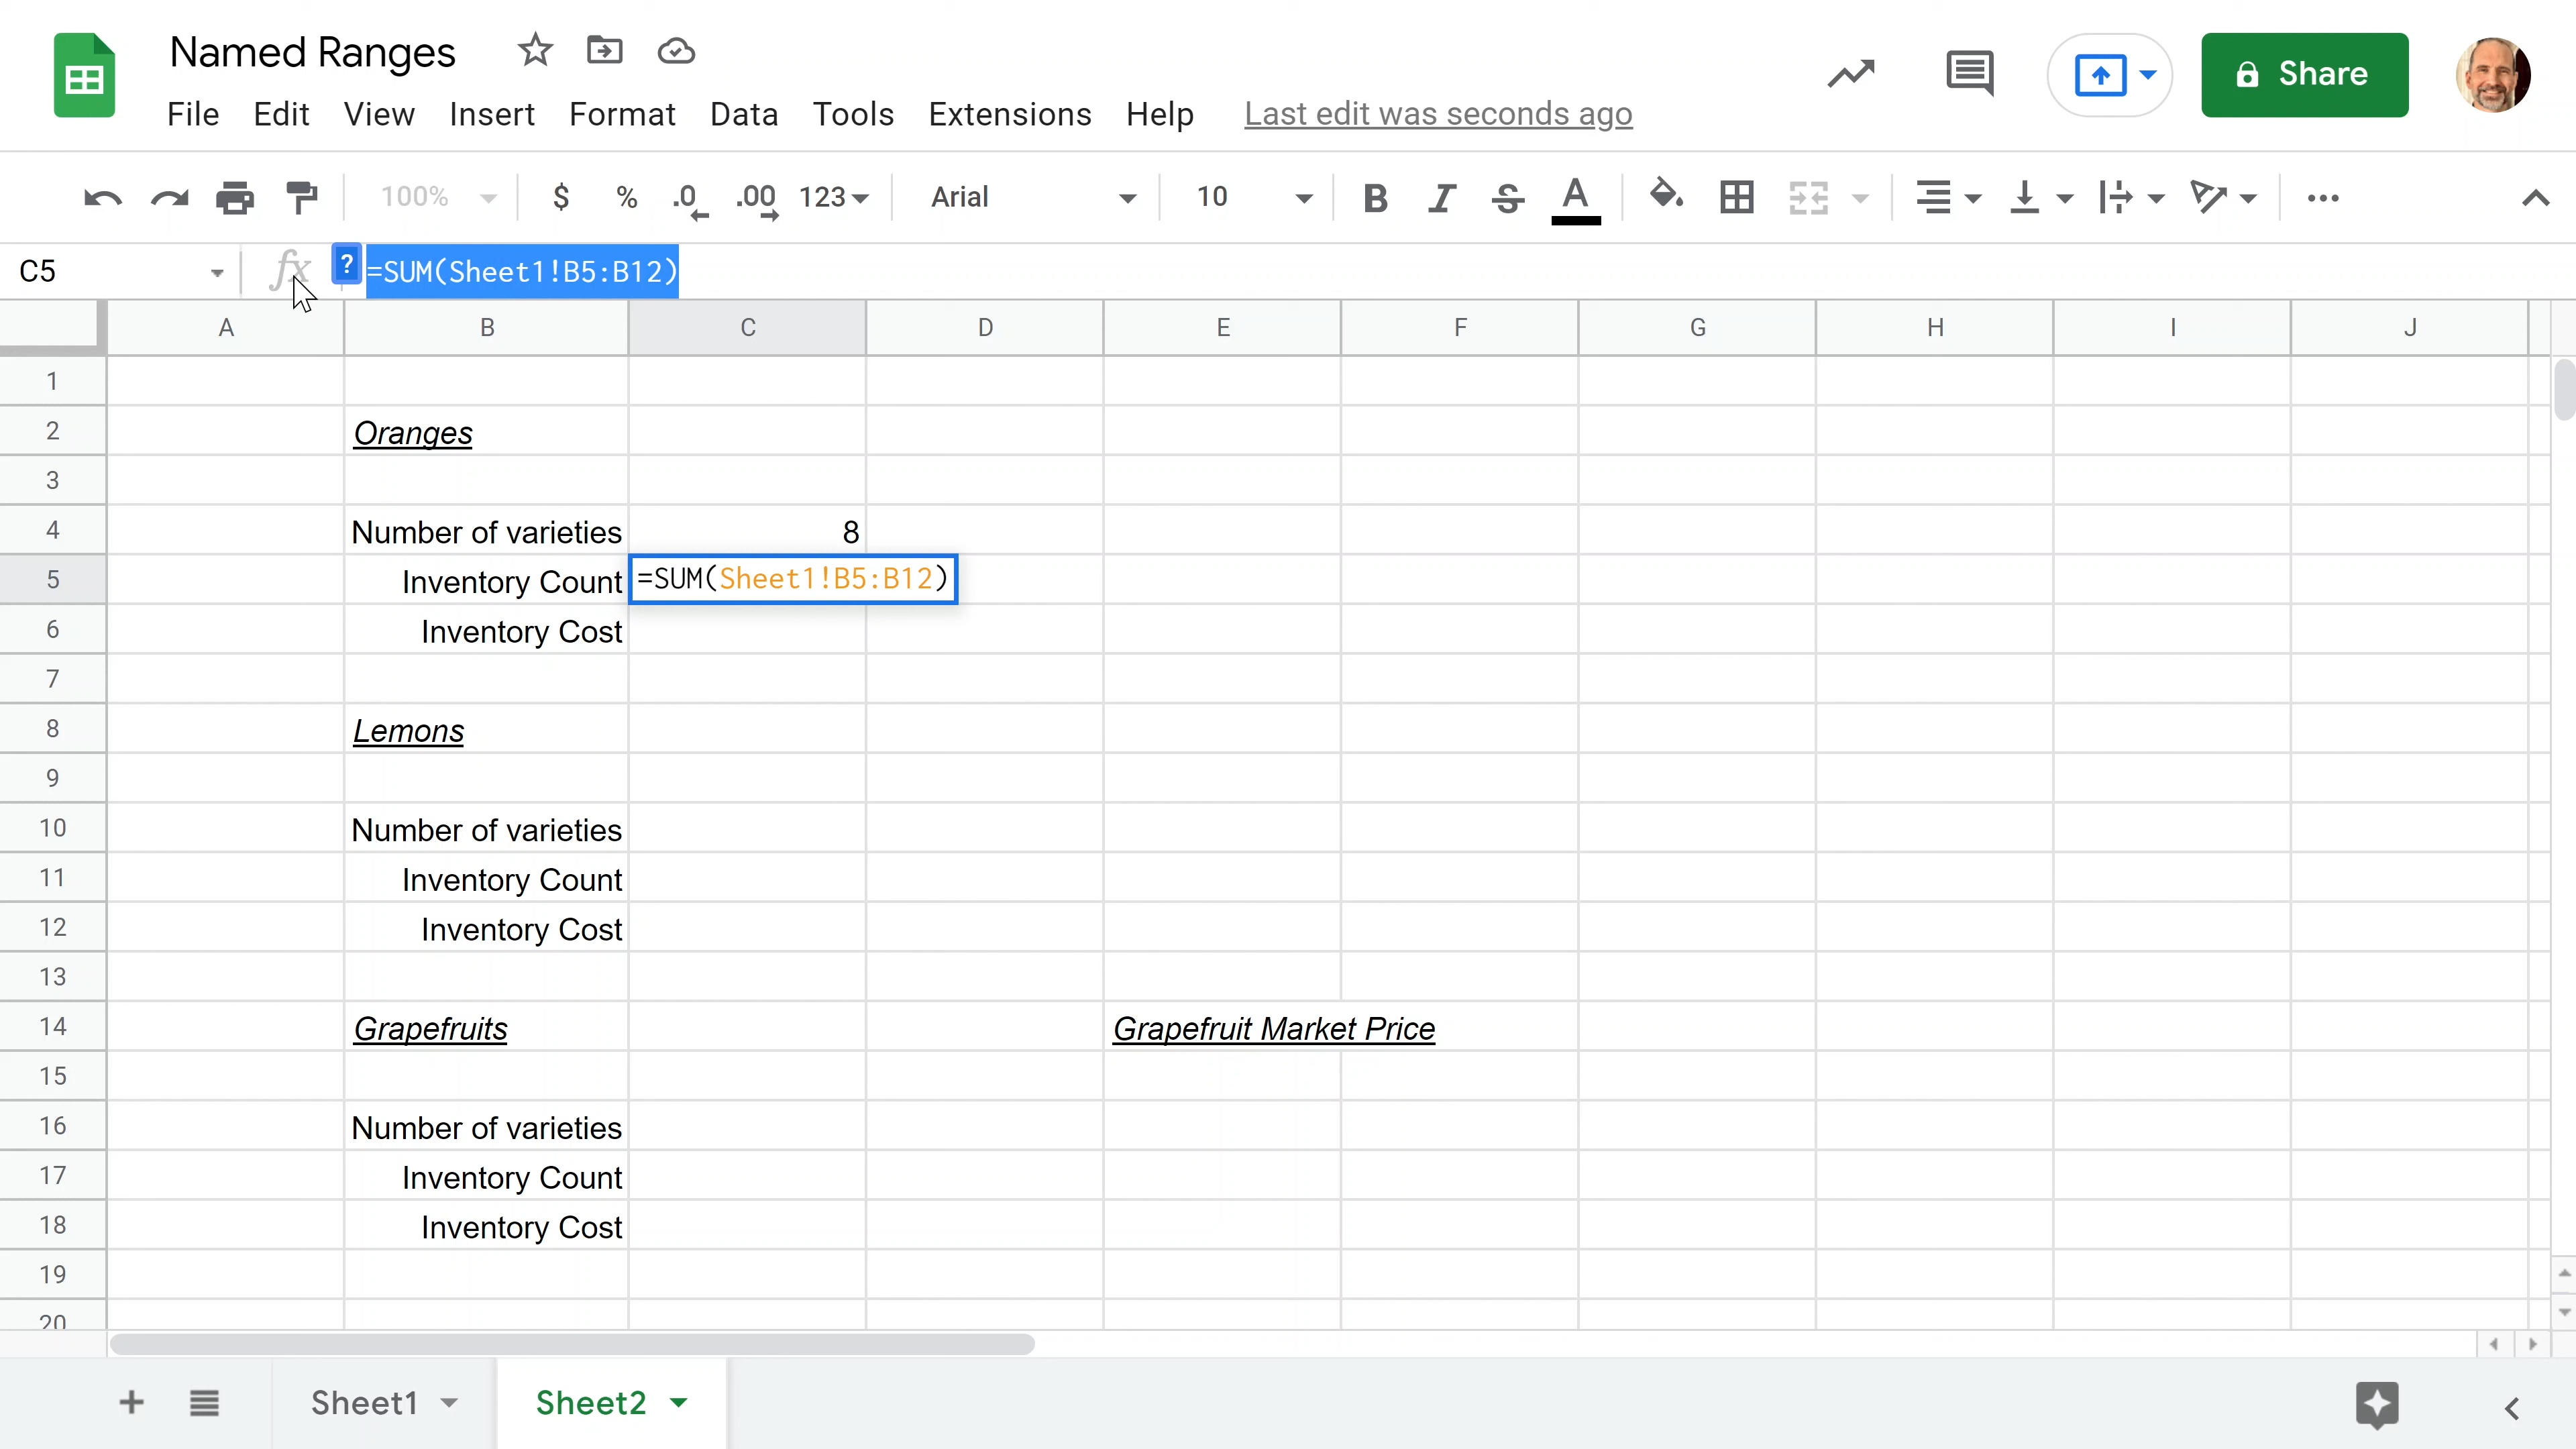 Named Ranges
File Edit View Insert Format Data Tools Extensions Help Last edit was seconds ago
Share
100% $ % .0 .00 123 Arial 10 B I S A
C5 fx ? =SUM(Sheet1!B5:B12)
A B C D E F G H I J
1
2 Oranges
3
4 Number of varieties 8
5 Inventory Count =SUM(Sheet1!B5:B12)
6 Inventory Cost
7
8 Lemons
9
10 Number of varieties
11 Inventory Count
12 Inventory Cost
13
14 Grapefruits Grapefruit Market Price
15
16 Number of varieties
17 Inventory Count
18 Inventory Cost
19
20
Sheet1 Sheet2